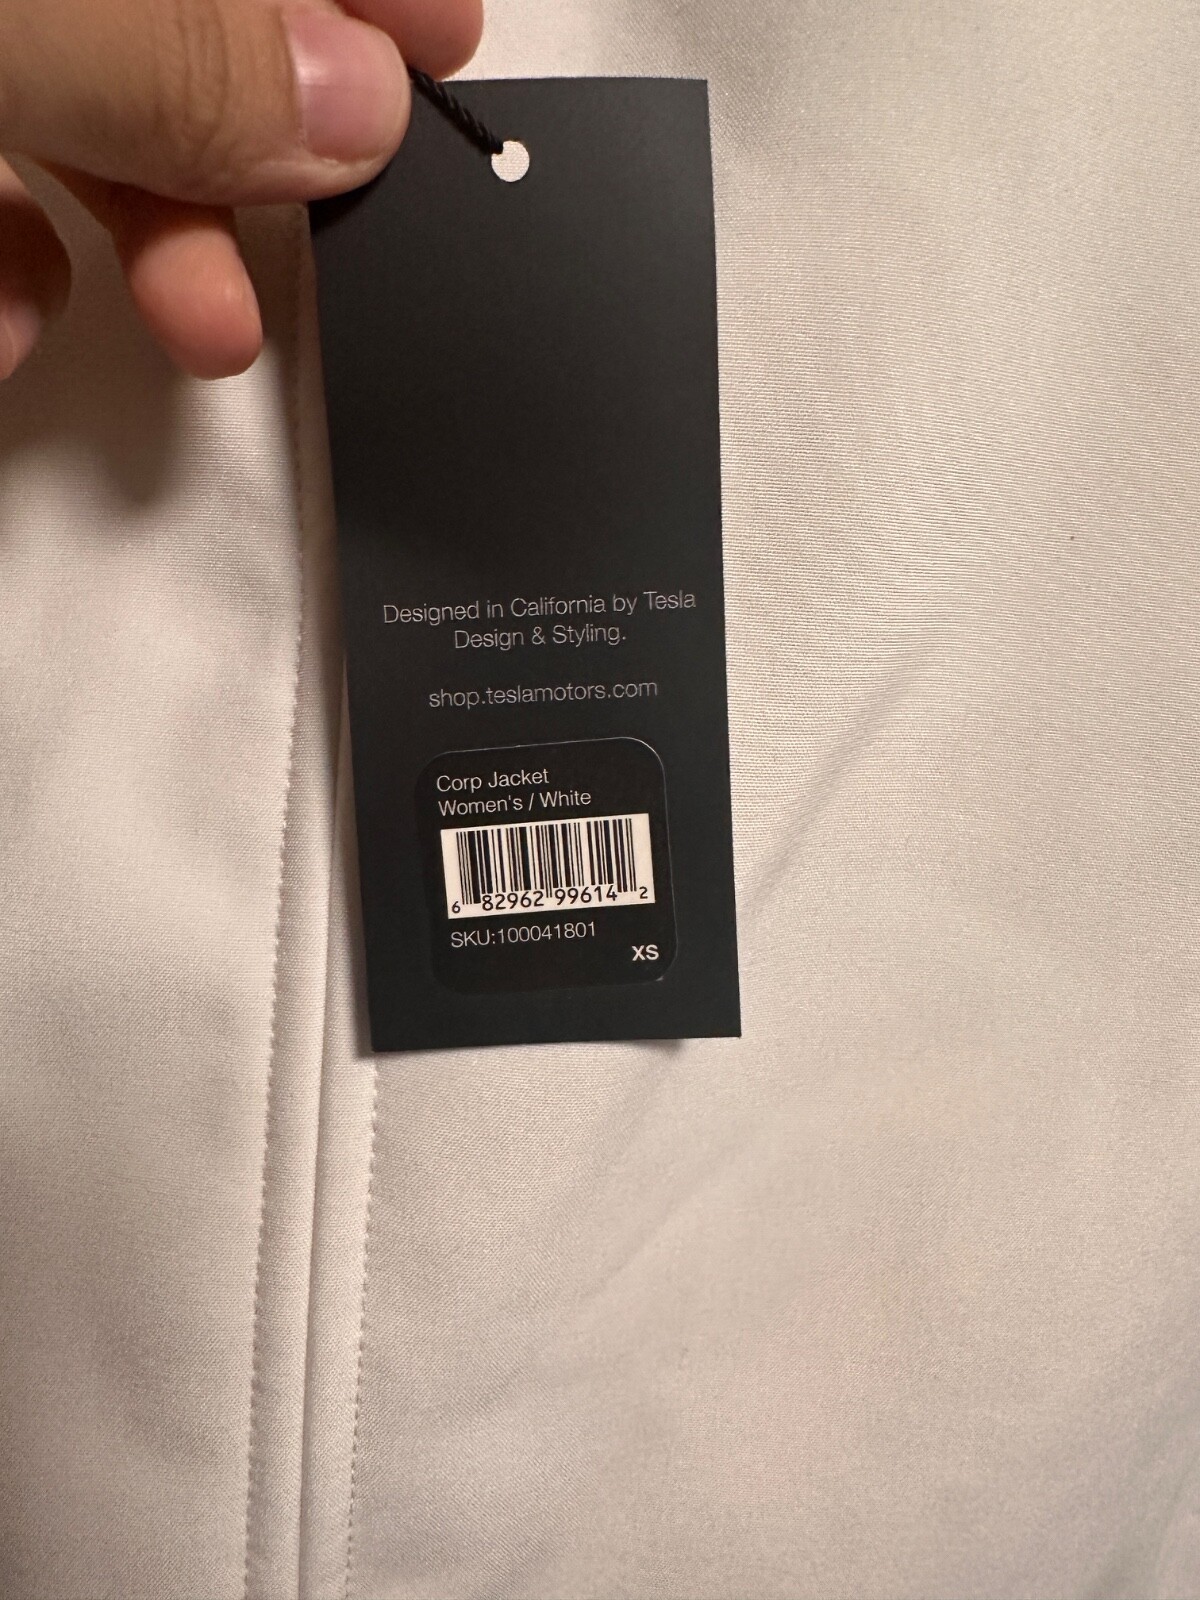 Designed in California by Tesla
Design & Styling.
shop.teslamotors.com
Corp Jacket
Women's / White
6 82962 99614 2
SKU:100041801
XS